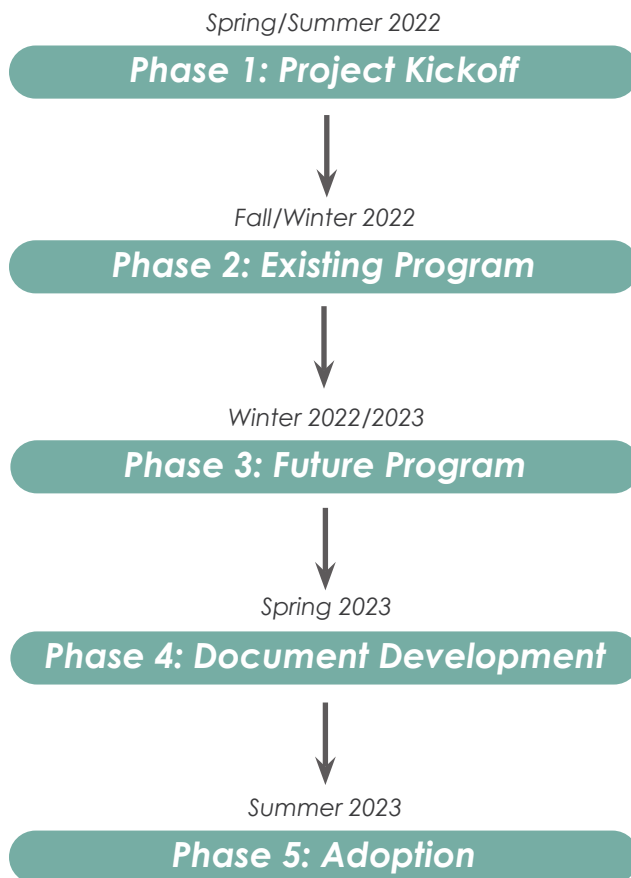 Spring/Summer 2022
Phase 1: Project Kickoff
Fall/Winter 2022
Phase 2: Existing Program
Winter 2022/2023
Phase 3: Future Program
Spring 2023
Phase 4: Document Development
Summer 2023
Phase 5: Adoption